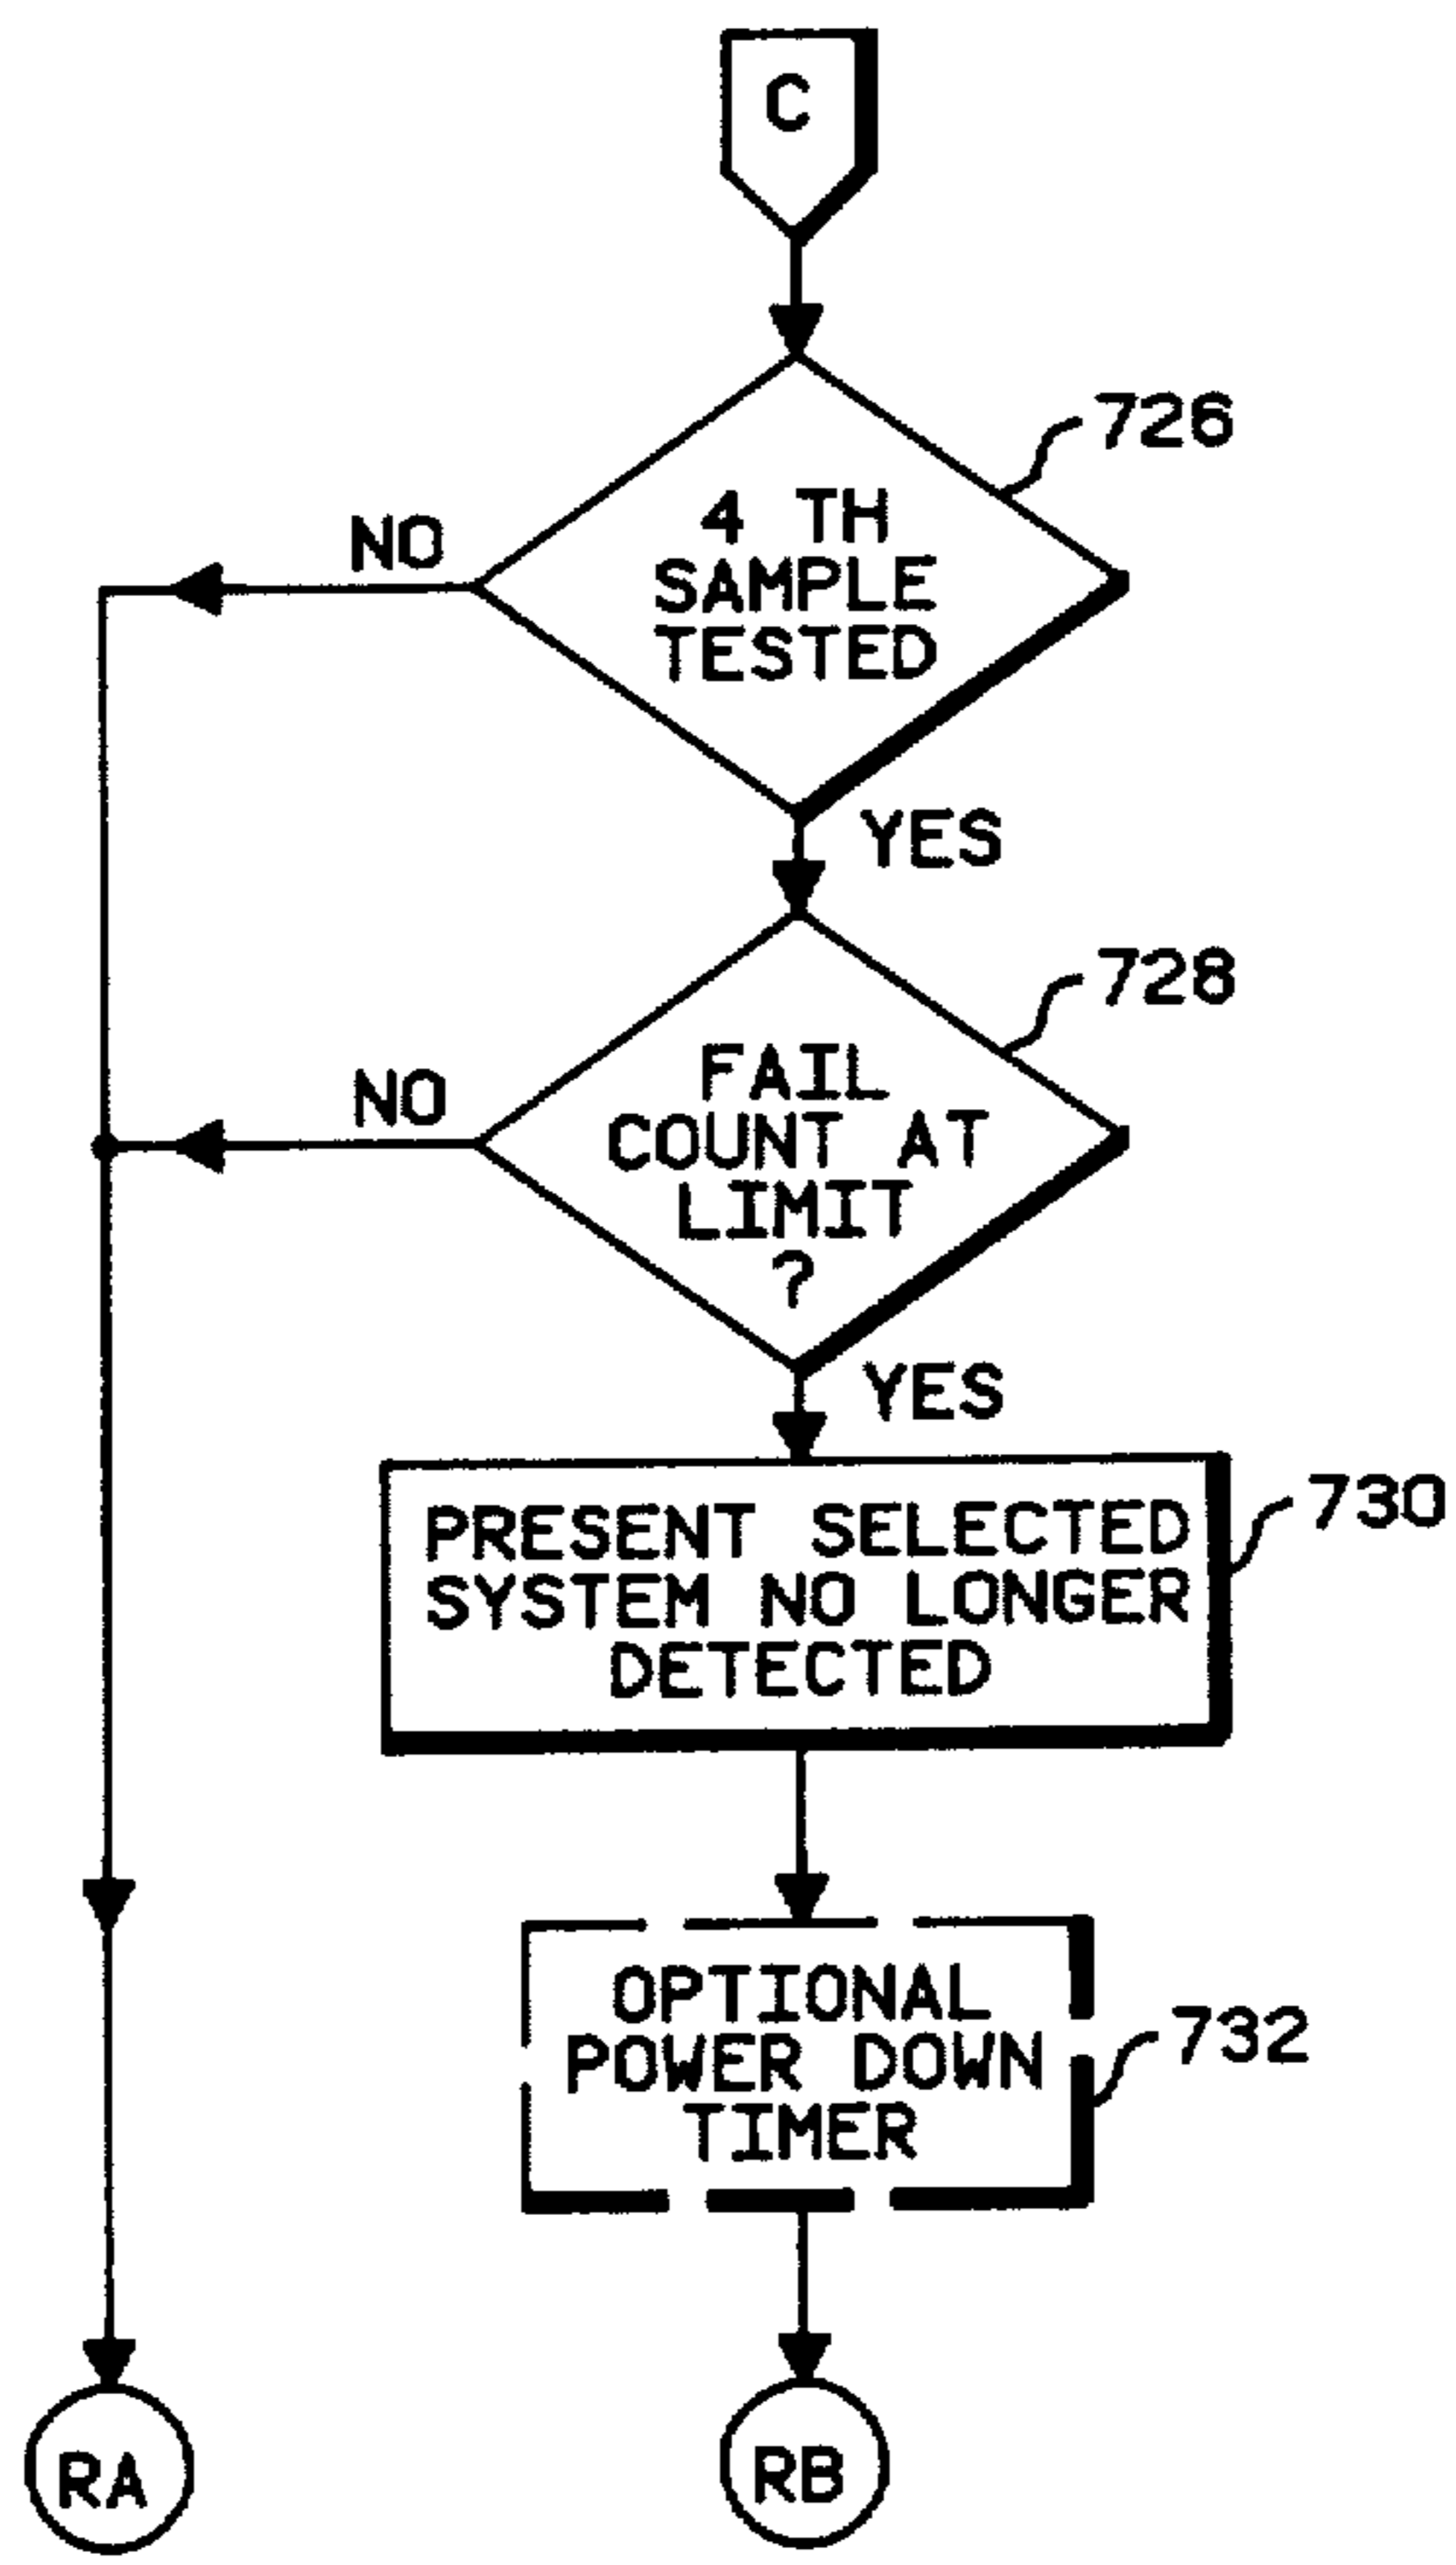 C
726
4 TH
SAMPLE
TESTED
NO
YES
728
FAIL
COUNT AT
LIMIT
?
NO
YES
730
PRESENT SELECTED
SYSTEM NO LONGER
DETECTED
OPTIONAL
POWER DOWN
TIMER
732
RA
RB